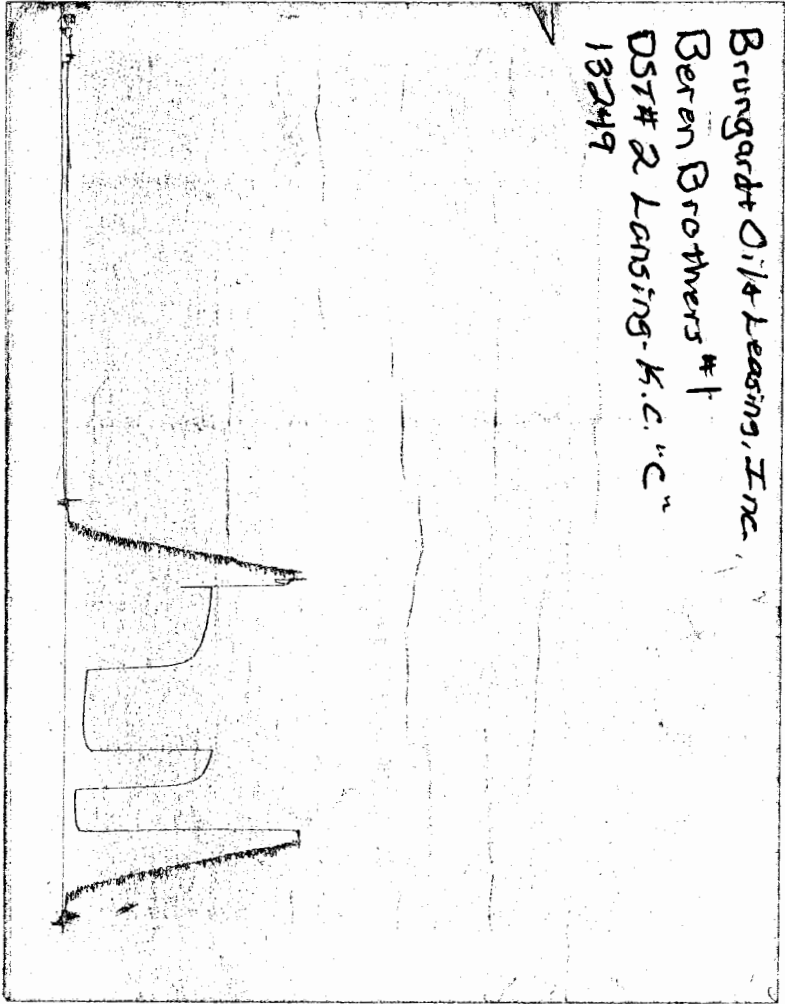 Brungardt Oil & Leasing, Inc.
Beren Brothers #1
DST# 2 Lansing-K.C. "C"
13249